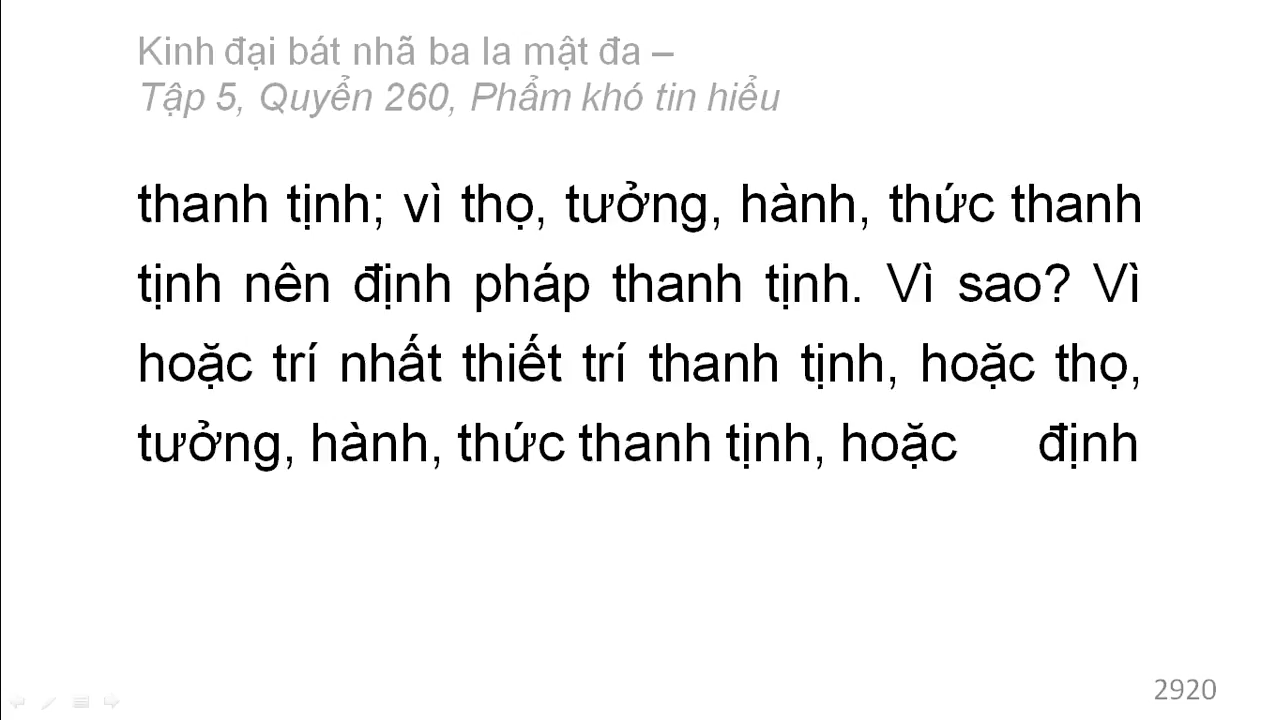 Kinh đại bát nhã ba la mật đa –
Tập 5, Quyển 260, Phẩm khó tin hiểu
thanh tịnh; vì thọ, tưởng, hành, thức thanh
tịnh nên định pháp thanh tịnh. Vì sao? Vì
hoặc trí nhất thiết trí thanh tịnh, hoặc thọ,
tưởng, hành, thức thanh tịnh, hoặc định
2920